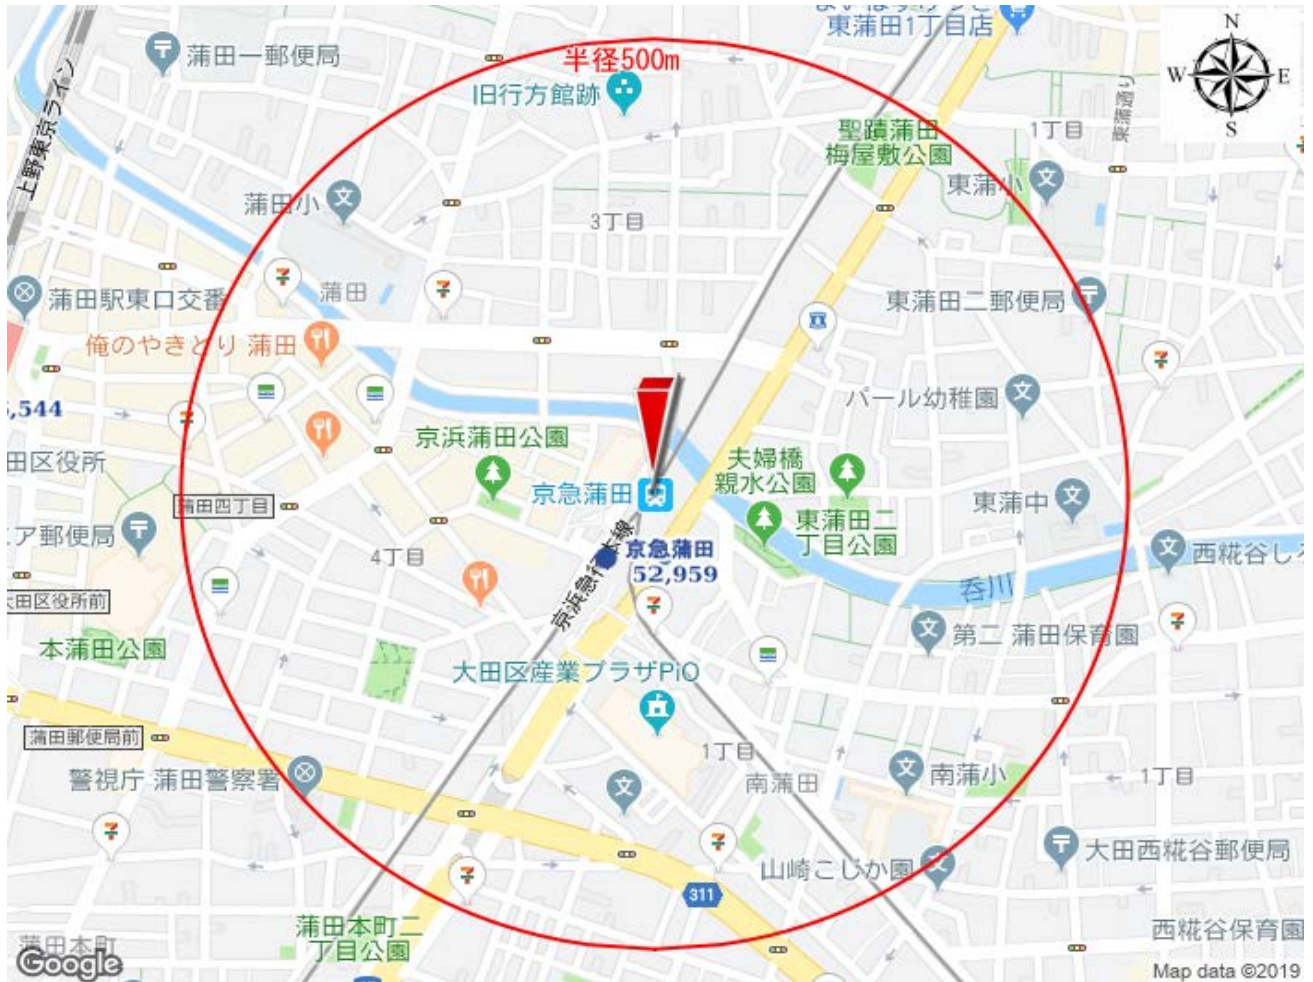 東蒲田1丁目店
N
W
E
S
半径500m
蒲田一郵便局
旧行方館跡
上野東京ライン
聖蹟蒲田
梅屋敷公園
1丁目
東蒲通り
東蒲小
蒲田小
3丁目
蒲田駅東口交番
蒲田
東蒲田二郵便局
俺のやきとり 蒲田
パール幼稚園
,544
京浜蒲田公園
夫婦橋
親水公園
田区役所
京急蒲田
東蒲中
蒲田四丁目
東蒲田二
丁目公園
ニア郵便局
4丁目
京急蒲田
52,959
西糀谷しろ
呑川
大田区役所前
第二 蒲田保育園
本蒲田公園
大田区産業プラザPiO
蒲田郵便局前
1丁目
警視庁 蒲田警察署
南蒲田
南蒲小
1丁目
大田西糀谷郵便局
山崎こじか園
311
蒲田本町二
丁目公園
蒲田本町
西糀谷保育園
Google
Map data ©2019